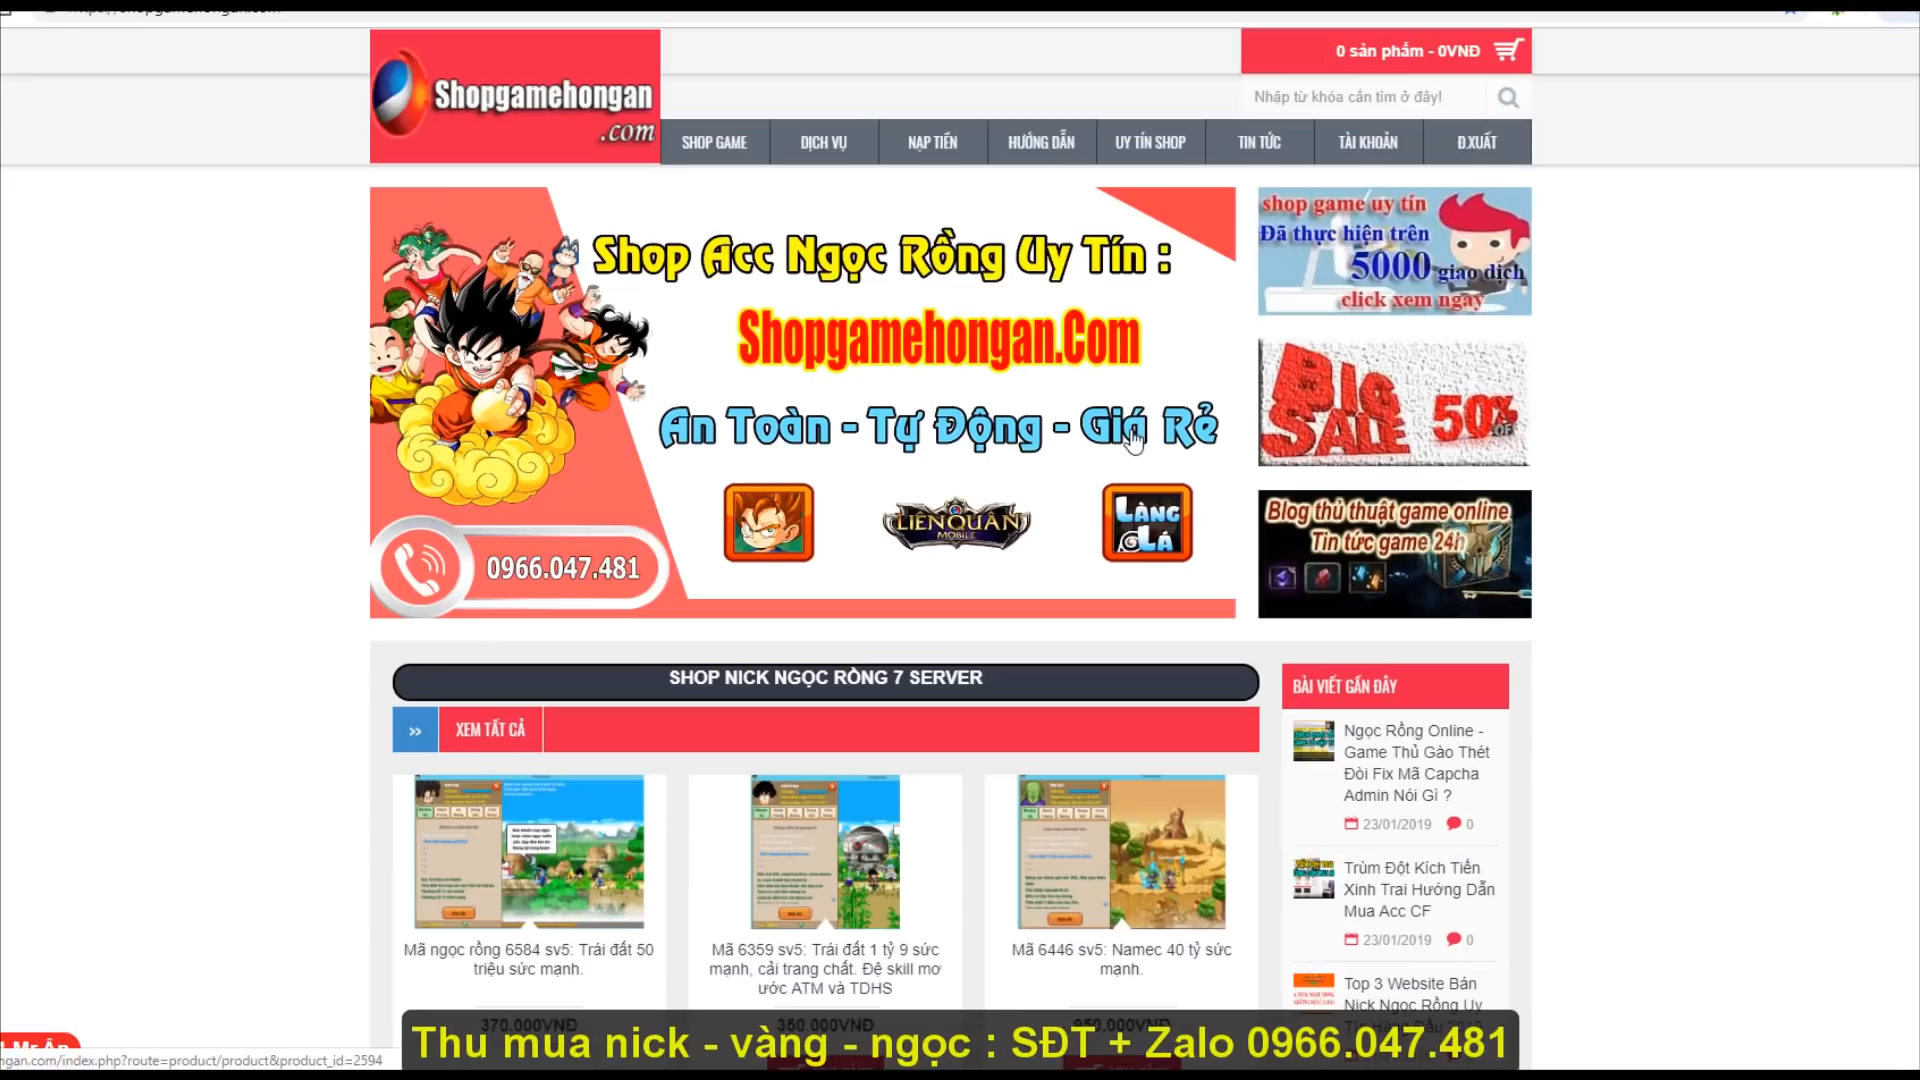 0 sản phẩm - 0VNĐ
Shopgamehongan
.com
Nhập từ khóa cần tìm ở đây!
SHOP GAME
DỊCH VỤ
NẠP TIỀN
HƯỚNG DẪN
UY TÍN SHOP
TIN TỨC
TÀI KHOẢN
Đ.XUẤT
Shop Acc Ngọc Rồng Uy Tín :
Shopgamehongan.Com
An Toàn - Tự Động - Giá Rẻ
LIÊN QUÂN
MOBILE
LÀNG
LÁ
0966.047.481
shop game uy tín
Đã thực hiện trên
5000 giao dịch
click xem ngay
BIG
SALE 50%
OFF
Blog thủ thuật game online
Tin tức game 24h
SHOP NICK NGỌC RỒNG 7 SERVER
>> XEM TẤT CẢ
Mã ngọc rồng 6584 sv5: Trái đất 50
triệu sức mạnh.
370.000VNĐ
Mã 6359 sv5: Trái đất 1 tỷ 9 sức
mạnh, cải trang chất. Đệ skill mơ
ước ATM và TDHS
350.000VNĐ
Mã 6446 sv5: Namec 40 tỷ sức
mạnh.
950.000VNĐ
BÀI VIẾT GẦN ĐÂY
Ngọc Rồng Online -
Game Thủ Gào Thét
Đòi Fix Mã Capcha
Admin Nói Gì ?
23/01/2019 0
Trùm Đột Kích Tiến
Xinh Trai Hướng Dẫn
Mua Acc CF
23/01/2019 0
Top 3 Website Bán
Nick Ngọc Rồng Uy
Thu mua nick - vàng - ngọc : SĐT + Zalo 0966.047.481
ngan.com/index.php?route=product/product&product_id=2594